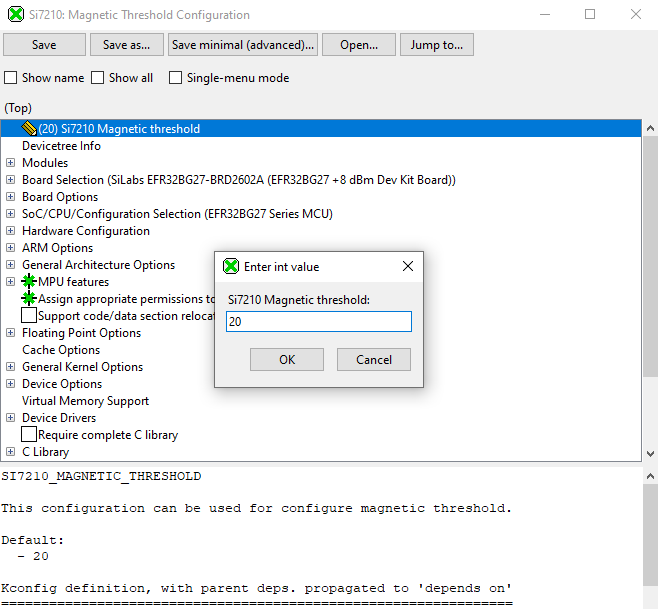 Si7210: Magnetic Threshold Configuration
Save
Save as...
Save minimal (advanced)...
Open...
Jump to...
Show name
Show all
Single-menu mode
(Top)
(20) Si7210 Magnetic threshold
Devicetree Info
Modules
Board Selection (SiLabs EFR32BG27-BRD2602A (EFR32BG27 +8 dBm Dev Kit Board))
Board Options
SoC/CPU/Configuration Selection (EFR32BG27 Series MCU)
Hardware Configuration
ARM Options
General Architecture Options
MPU features
Assign appropriate permissions to
Support code/data section reloca
Floating Point Options
Cache Options
General Kernel Options
Device Options
Virtual Memory Support
Device Drivers
Require complete C library
C Library
Enter int value
Si7210 Magnetic threshold:
20
OK
Cancel
SI7210_MAGNETIC_THRESHOLD
This configuration can be used for configure magnetic threshold.
Default:
- 20
Kconfig definition, with parent deps. propagated to 'depends on'
================================================================